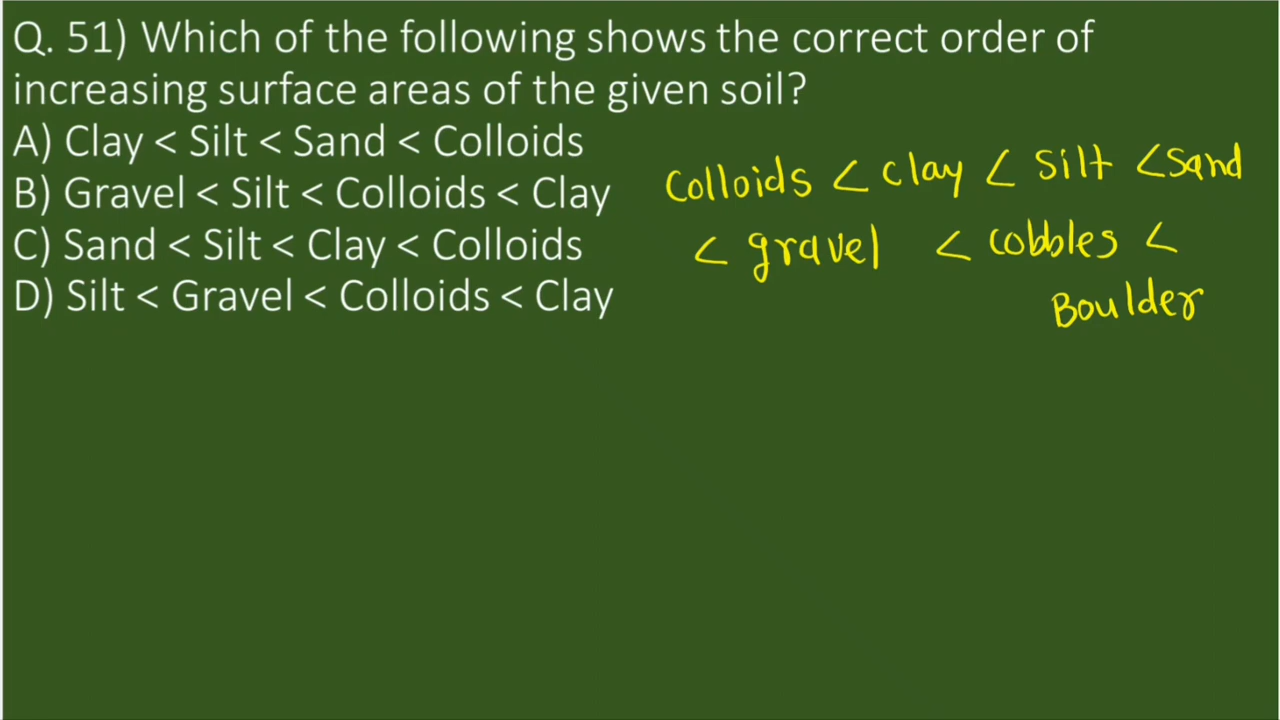 Q. 51) Which of the following shows the correct order of
increasing surface areas of the given soil?
A) Clay < Silt < Sand < Colloids
B) Gravel < Silt < Colloids < Clay
C) Sand < Silt < Clay < Colloids
D) Silt < Gravel < Colloids < Clay
Colloids < Clay < Silt < Sand
< gravel < cobbles <
Boulder